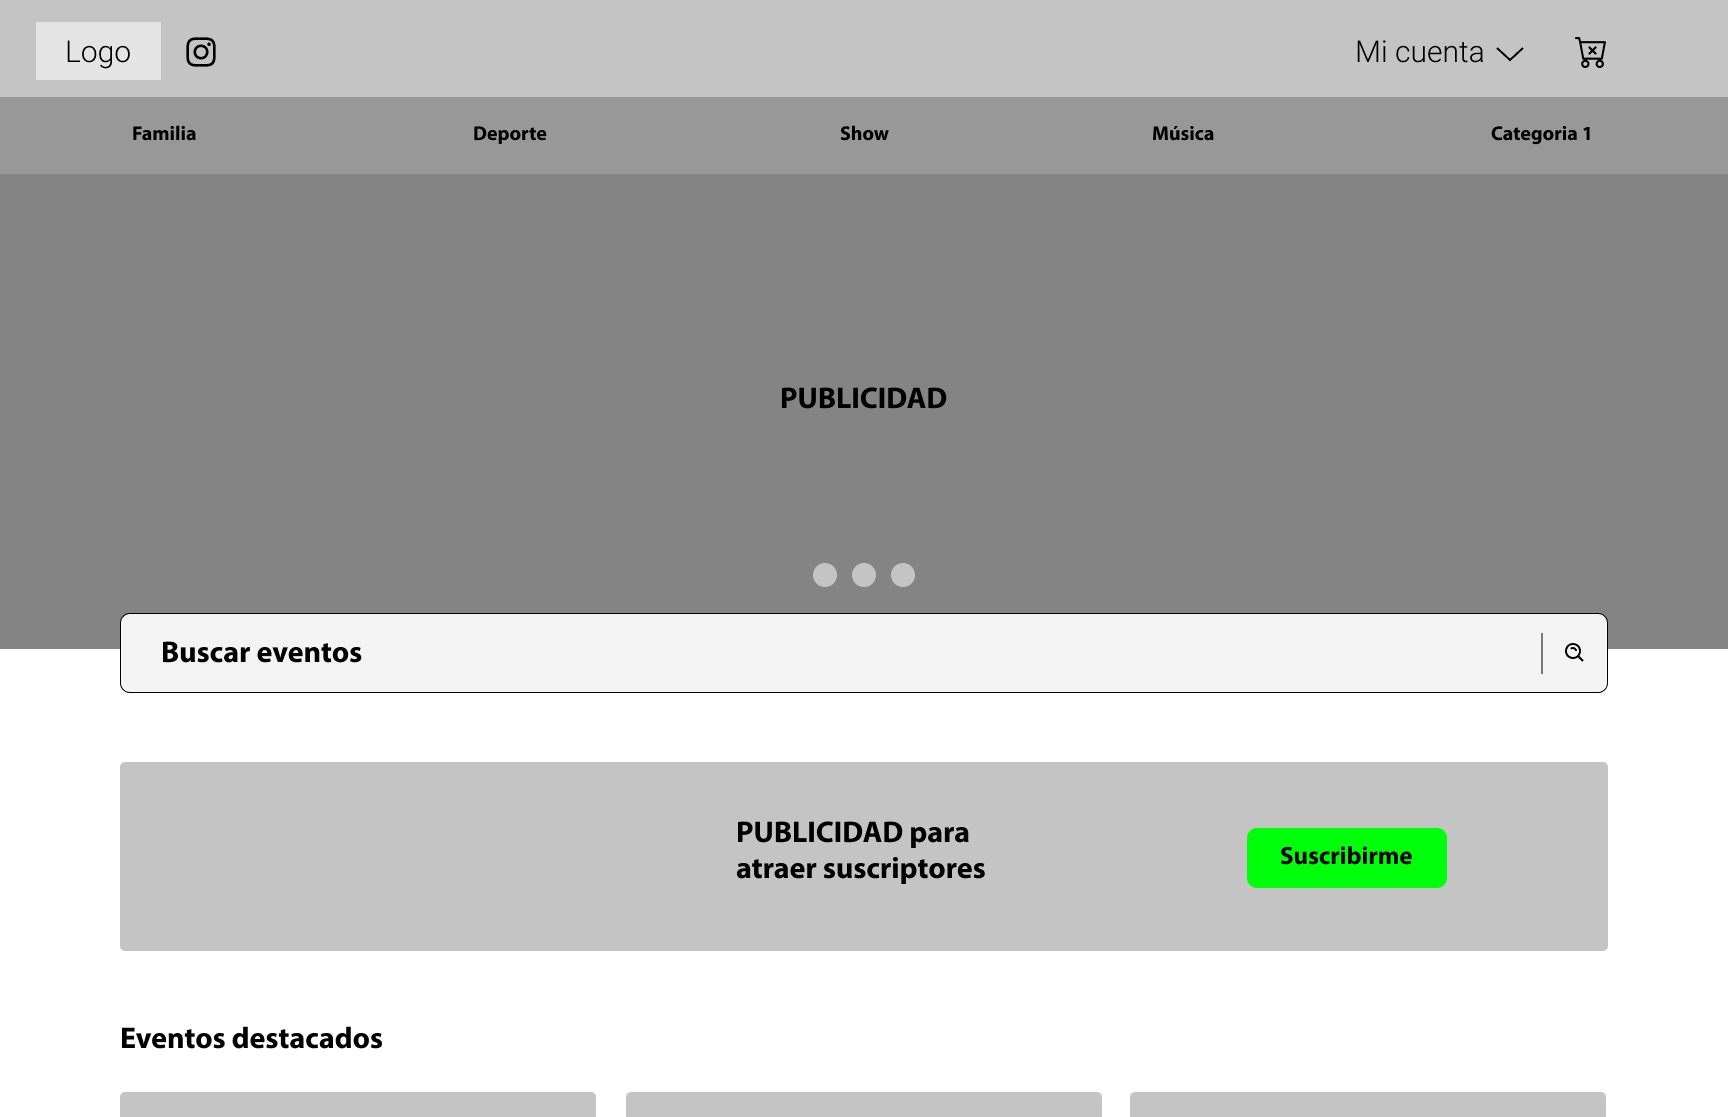 Logo
Mi cuenta
Familia
Deporte
Show
Música
Categoria 1
PUBLICIDAD
Buscar eventos
PUBLICIDAD para
atraer suscriptores
Suscribirme
Eventos destacados